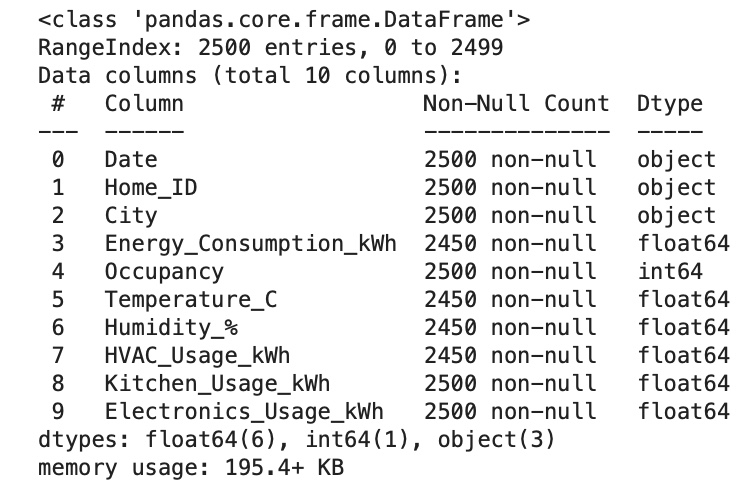 <class 'pandas.core.frame.DataFrame'>
RangeIndex: 2500 entries, 0 to 2499
Data columns (total 10 columns):
 #   Column                  Non-Null Count  Dtype
---  ------                  --------------  -----
 0   Date                    2500 non-null   object
 1   Home_ID                 2500 non-null   object
 2   City                    2500 non-null   object
 3   Energy_Consumption_kWh  2450 non-null   float64
 4   Occupancy               2500 non-null   int64
 5   Temperature_C           2450 non-null   float64
 6   Humidity_%              2450 non-null   float64
 7   HVAC_Usage_kWh          2450 non-null   float64
 8   Kitchen_Usage_kWh       2500 non-null   float64
 9   Electronics_Usage_kWh   2500 non-null   float64
dtypes: float64(6), int64(1), object(3)
memory usage: 195.4+ KB